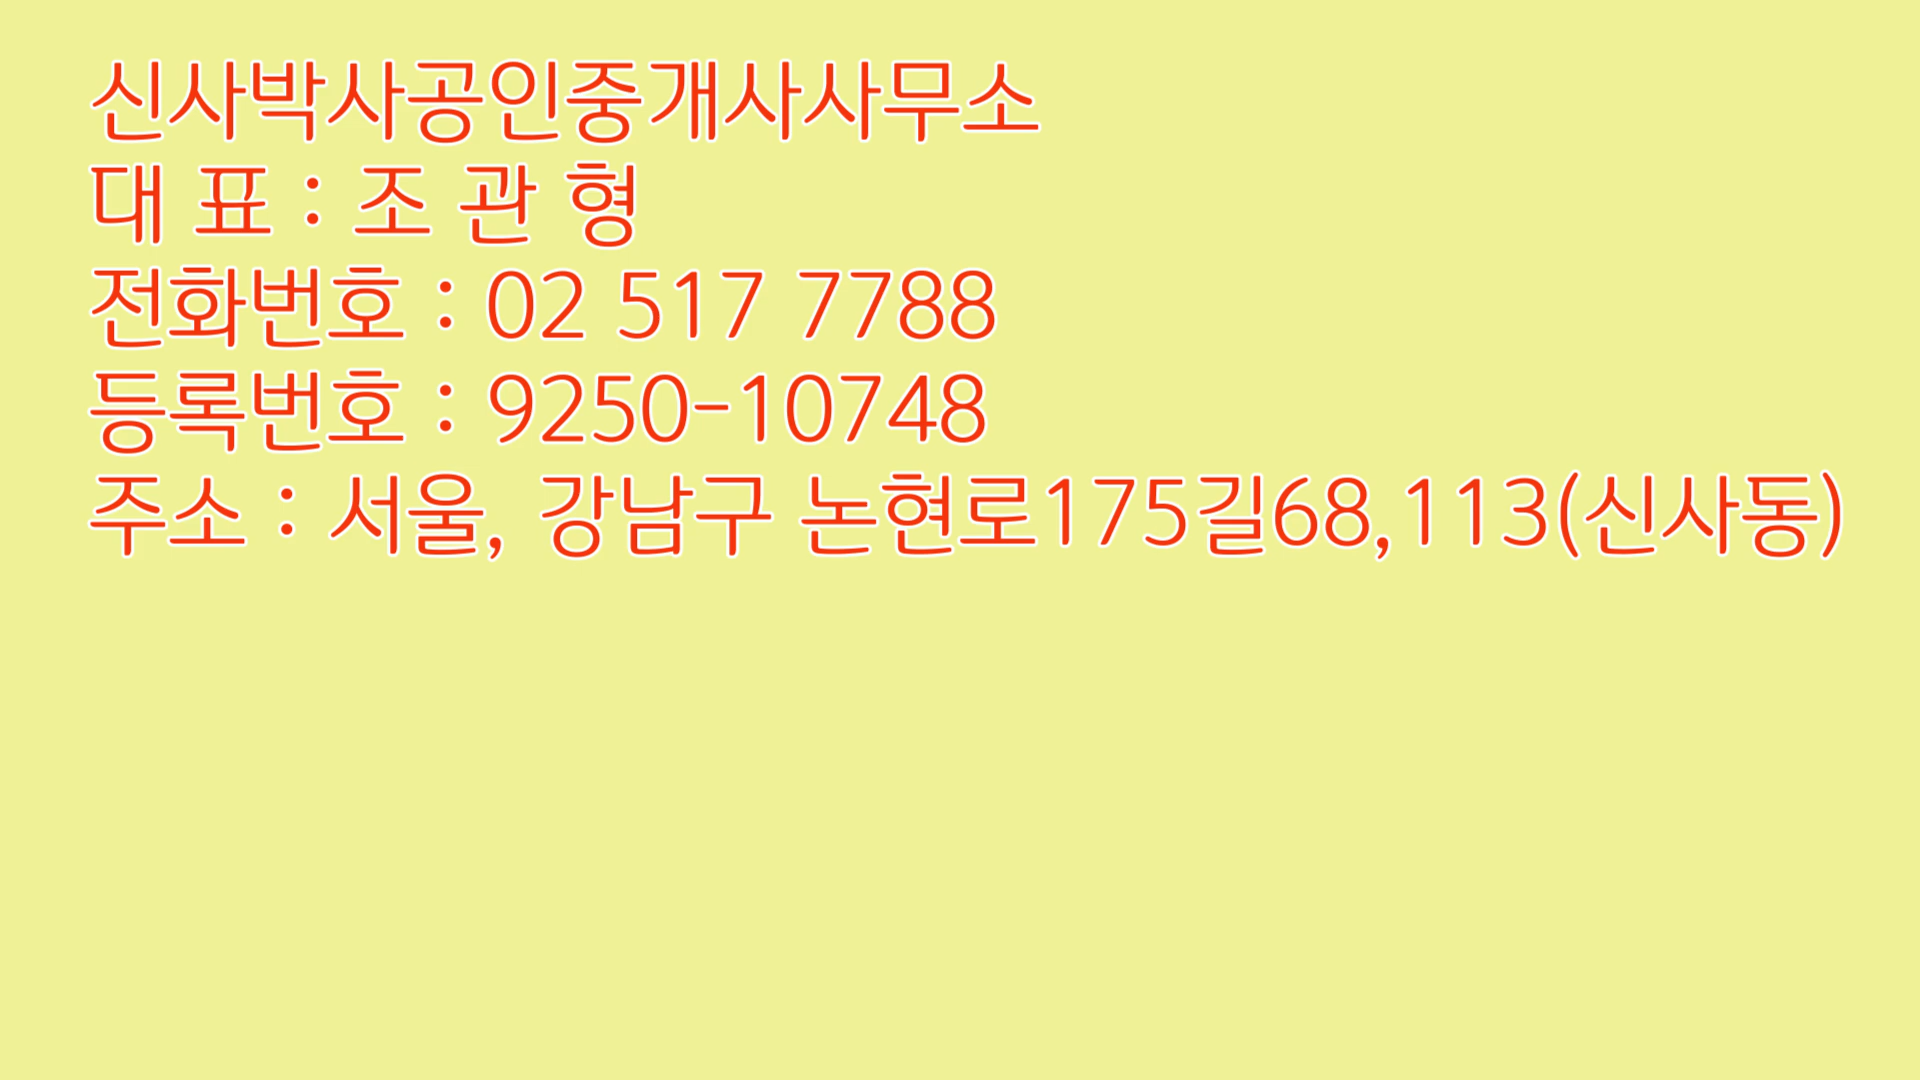 신사박사공인중개사사무소
대 표 : 조 관 형
전화번호 : 02 517 7788
등록번호 : 9250-10748
주소 : 서울, 강남구 논현로175길68,113(신사동)